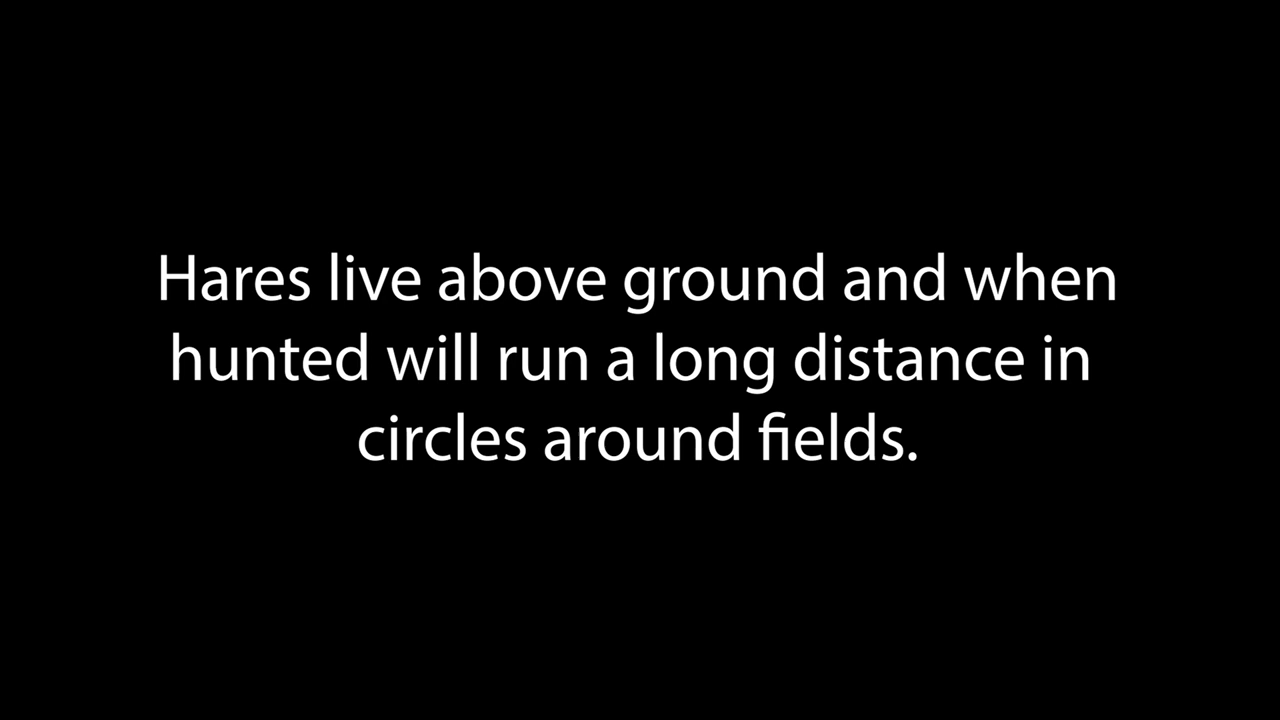 Hares live above ground and when
hunted will run a long distance in
circles around fields.